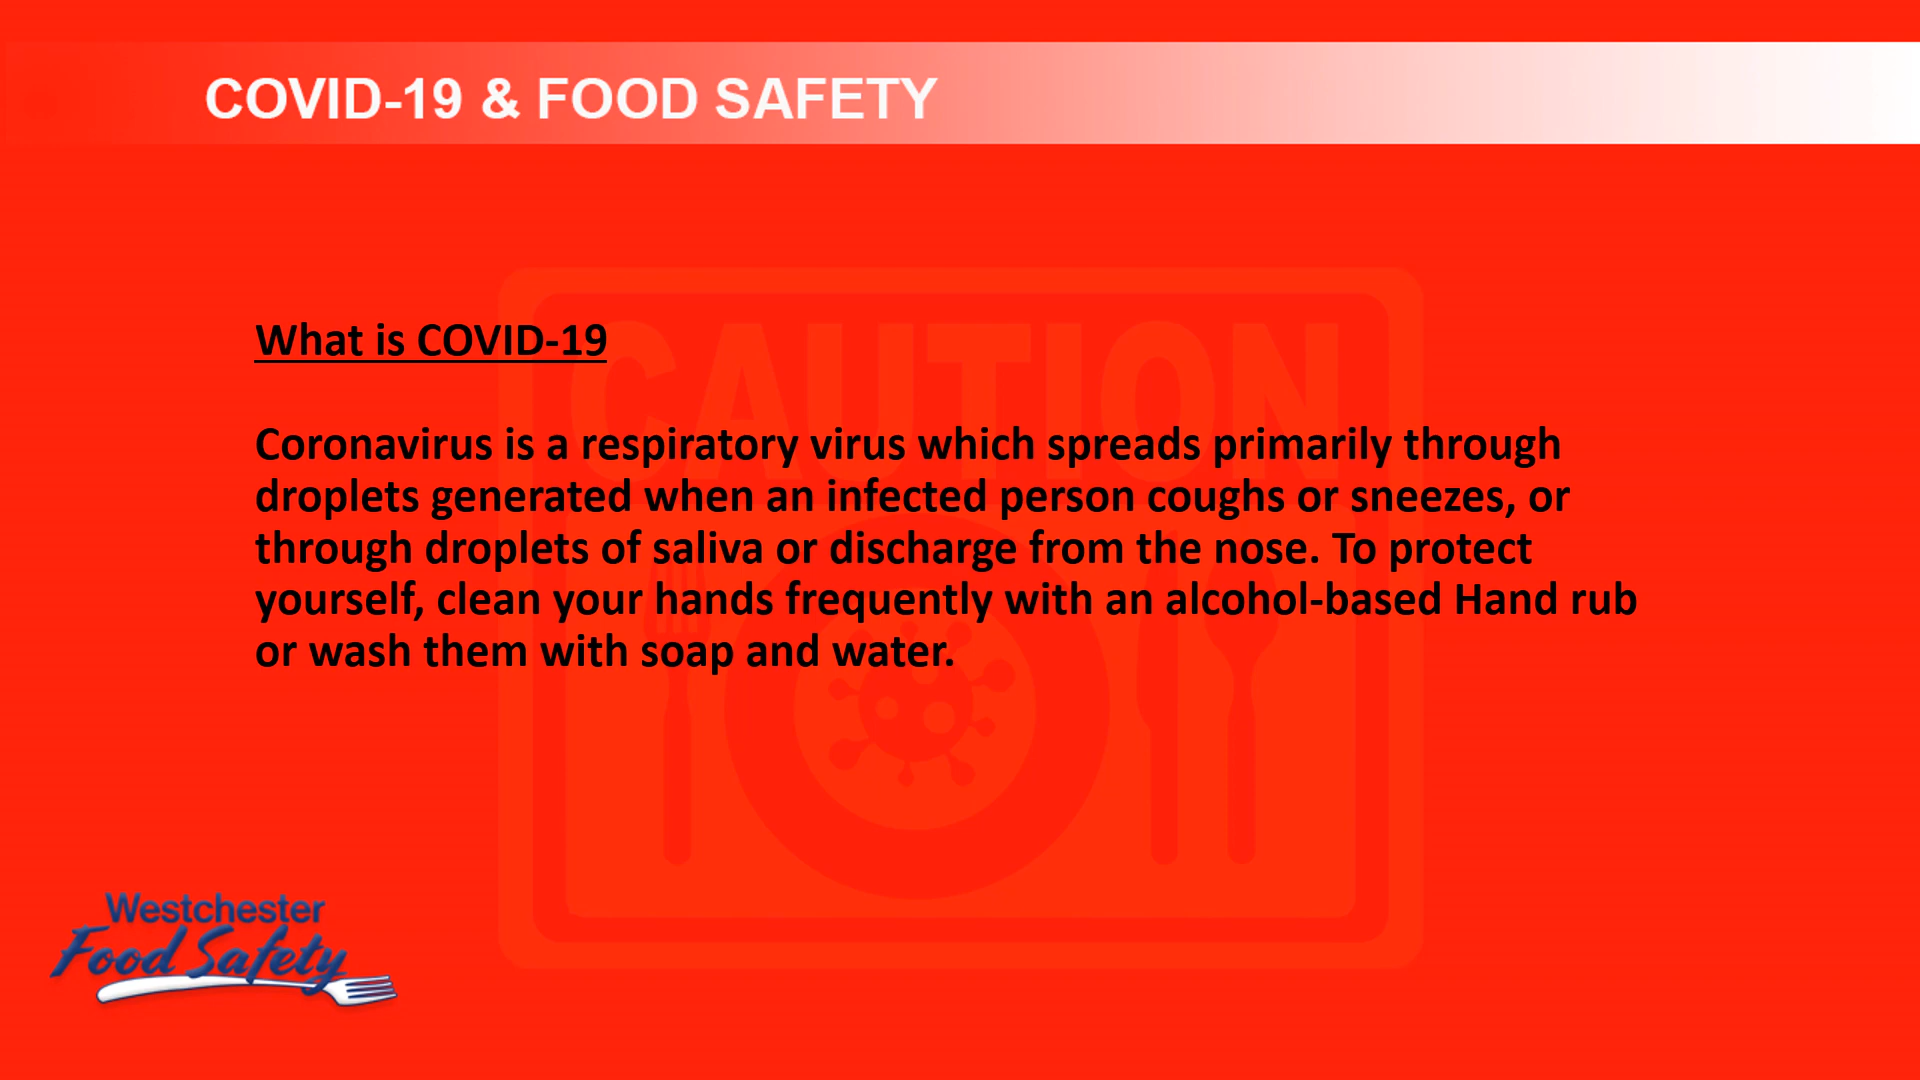 COVID-19 & FOOD SAFETY
CAUTION
What is COVID-19
Coronavirus is a respiratory virus which spreads primarily through
droplets generated when an infected person coughs or sneezes, or
through droplets of saliva or discharge from the nose. To protect
yourself, clean your hands frequently with an alcohol-based Hand rub
or wash them with soap and water.
Westchester
Food Safety